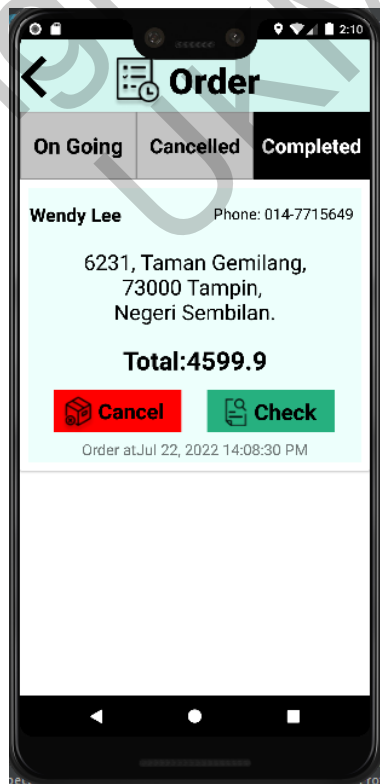 2:10
Order
On Going Cancelled Completed
Wendy Lee Phone: 014-7715649
6231, Taman Gemilang,
73000 Tampin,
Negeri Sembilan.
Total:4599.9
Cancel Check
Order atJul 22, 2022 14:08:30 PM